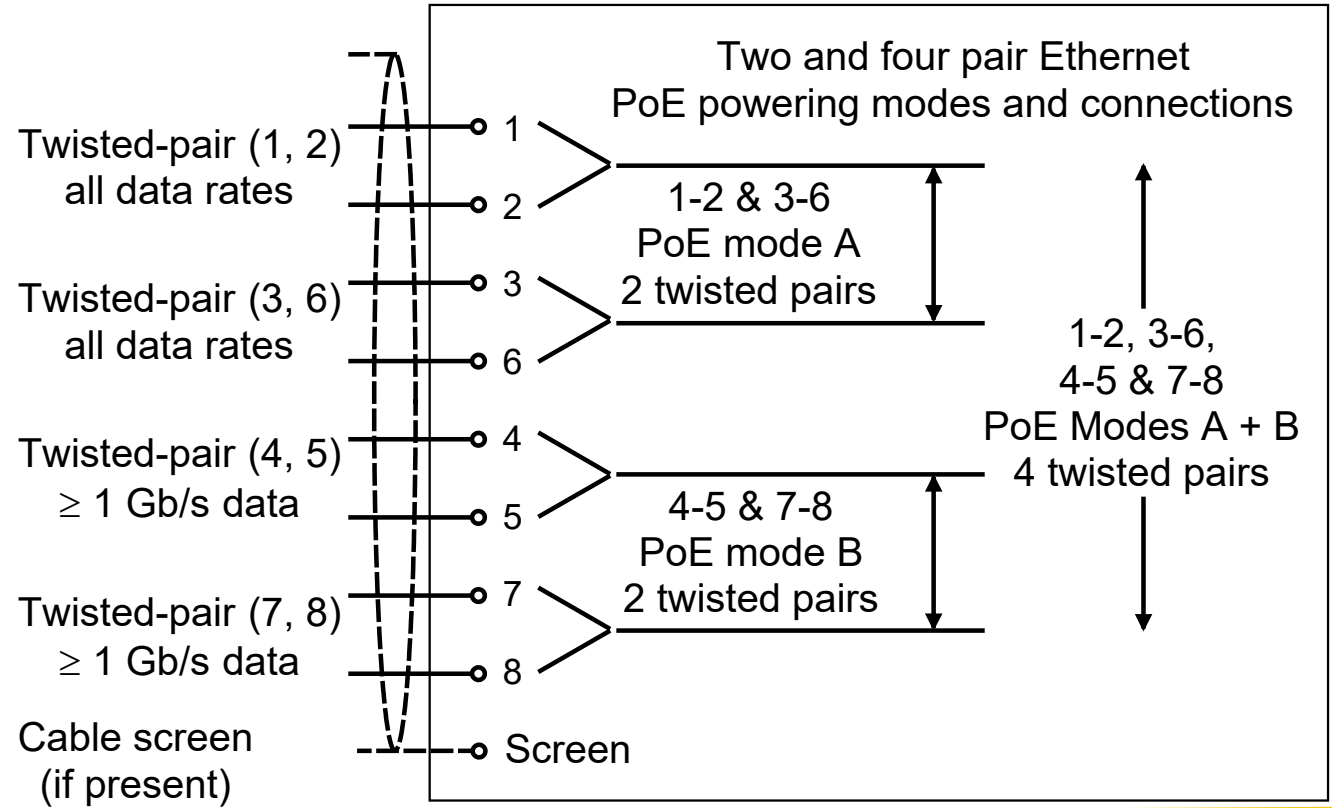 Two and four pair Ethernet
PoE powering modes and connections
Twisted-pair (1, 2)
all data rates
Twisted-pair (3, 6)
all data rates
Twisted-pair (4, 5)
≥ 1 Gb/s data
Twisted-pair (7, 8)
≥ 1 Gb/s data
Cable screen
(if present)
1
2
3
6
4
5
7
8
Screen
1-2 & 3-6
PoE mode A
2 twisted pairs
4-5 & 7-8
PoE mode B
2 twisted pairs
1-2, 3-6,
4-5 & 7-8
PoE Modes A + B
4 twisted pairs